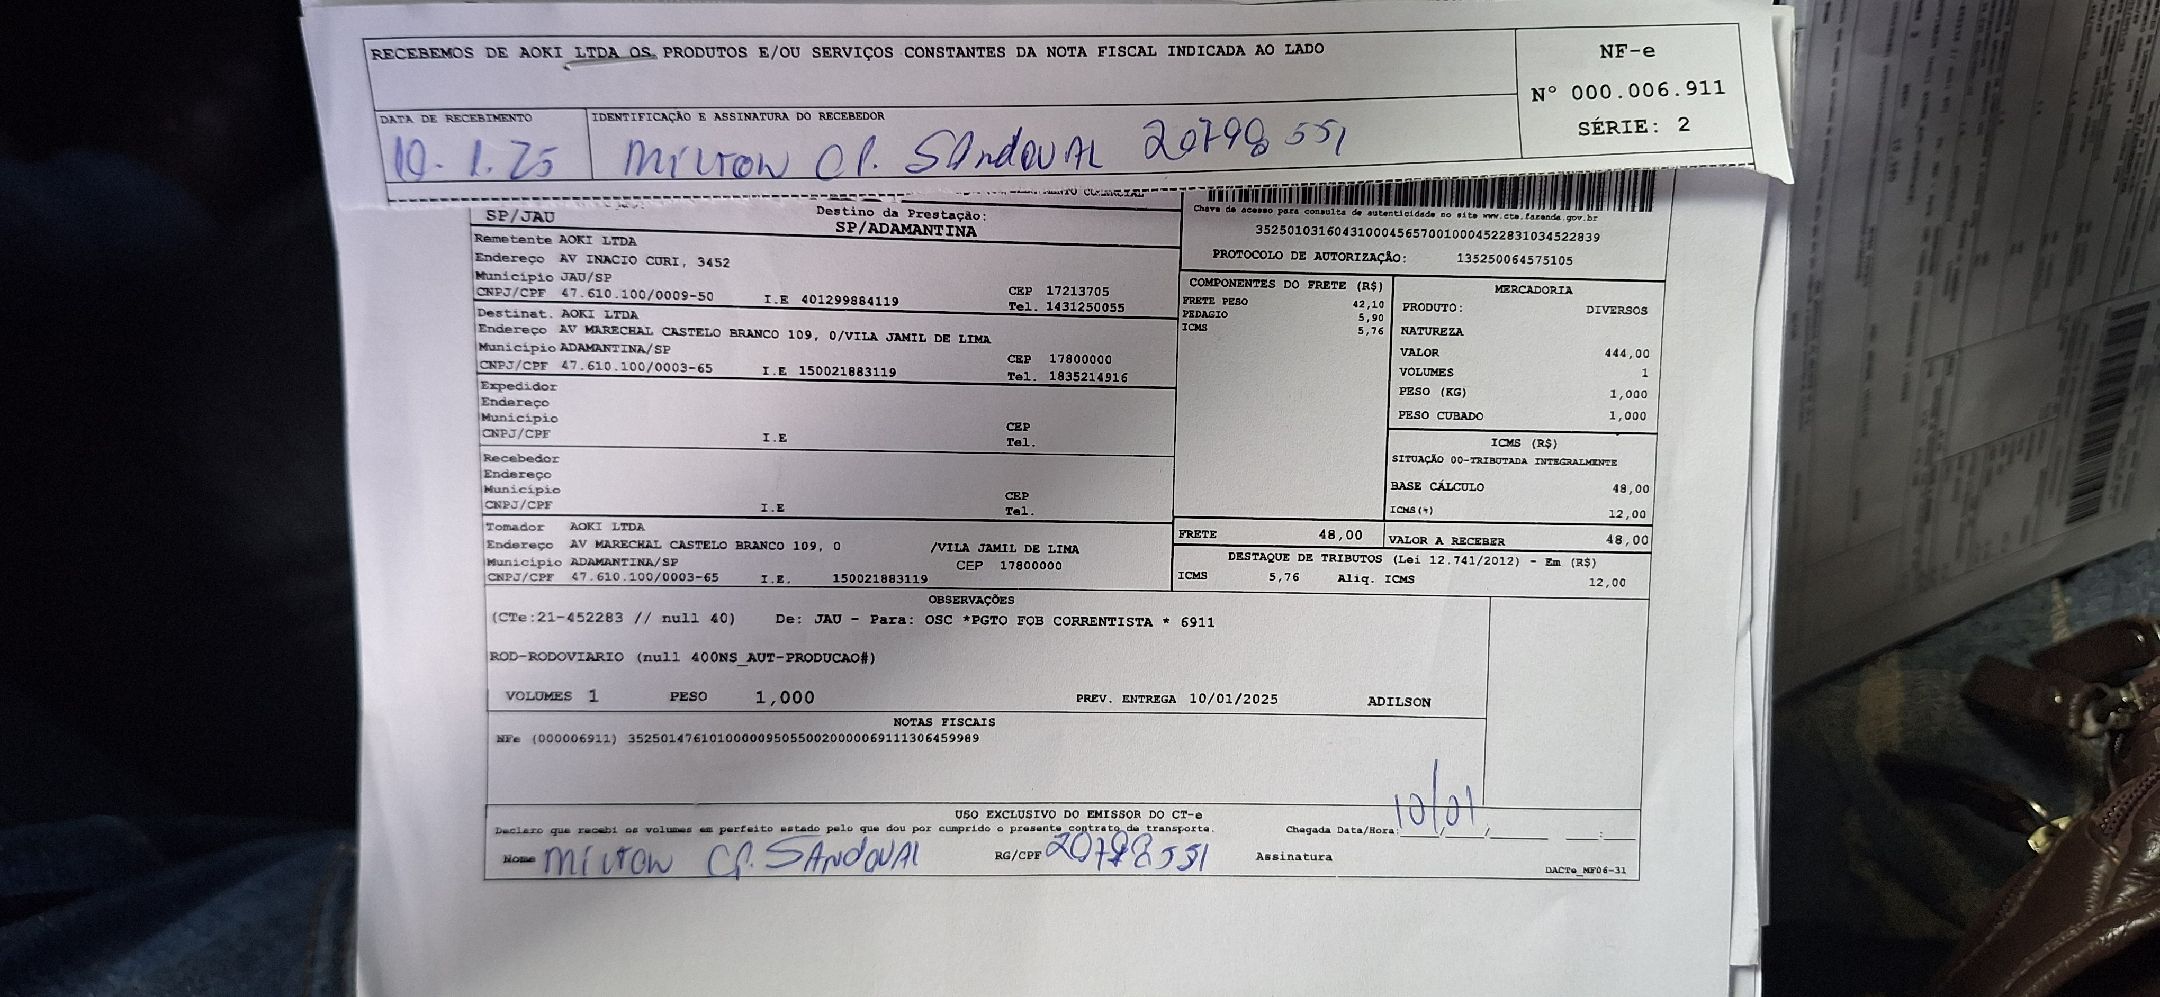 RECEBEMOS DE AOKI LTDA OS PRODUTOS E/OU SERVIÇOS CONSTANTES DA NOTA FISCAL INDICADA AO LADO
NF-e
Nº 000.006.911
SÉRIE: 2
DATA DE RECEBIMENTO
10.1.25
IDENTIFICAÇÃO E ASSINATURA DO RECEBEDOR
MILTON CP. SANDOVAL 20798551
SP/JAU
Destino da Prestação:
SP/ADAMANTINA
Chave de acesso para consulta de autenticidade no site www.cte.fazenda.gov.br
35250103160431000456570010004522831034522839
PROTOCOLO DE AUTORIZAÇÃO: 135250064575105
Remetente AOKI LTDA
Endereço AV INACIO CURI, 3452
Município JAU/SP
CEP 17213705
CNPJ/CPF 47.610.100/0009-50 I.E 401299884119
Tel. 1431250055
Destinat. AOKI LTDA
Endereço AV MARECHAL CASTELO BRANCO 109, 0/VILA JAMIL DE LIMA
Município ADAMANTINA/SP
CEP 17800000
CNPJ/CPF 47.610.100/0003-65 I.E 150021883119
Tel. 1835214916
Expedidor
Endereço
Município
CEP
CNPJ/CPF I.E
Tel.
Recebedor
Endereço
Município
CEP
CNPJ/CPF I.E
Tel.
Tomador AOKI LTDA
Endereço AV MARECHAL CASTELO BRANCO 109, 0 /VILA JAMIL DE LIMA
Município ADAMANTINA/SP CEP 17800000
CNPJ/CPF 47.610.100/0003-65 I.E. 150021883119
COMPONENTES DO FRETE (R$)
FRETE PESO 42,10
PEDAGIO 5,90
ICMS 5,76
MERCADORIA
PRODUTO: DIVERSOS
NATUREZA
VALOR 444,00
VOLUMES 1
PESO (KG) 1,000
PESO CUBADO 1,000
ICMS (R$)
SITUAÇÃO 00-TRIBUTADA INTEGRALMENTE
BASE CÁLCULO 48,00
ICMS(%) 12,00
FRETE 48,00
VALOR A RECEBER 48,00
DESTAQUE DE TRIBUTOS (Lei 12.741/2012) - Em (R$)
ICMS 5,76 Aliq. ICMS 12,00
OBSERVAÇÕES
(CTe:21-452283 // null 40) De: JAU - Para: OSC *PGTO FOB CORRENTISTA * 6911
ROD-RODOVIARIO (null 400NS_AUT-PRODUCAO#)
VOLUMES 1 PESO 1,000 PREV. ENTREGA 10/01/2025 ADILSON
NOTAS FISCAIS
NFe (000006911) 35250147610100000950550020000069111306459989
USO EXCLUSIVO DO EMISSOR DO CT-e
Declaro que recebi os volumes em perfeito estado pelo que dou por cumprido o presente contrato de transporte.
Chegada Data/Hora: 10/01
Nome MILTON CP. SANDOVAL RG/CPF 20798551 Assinatura
DACTe_MF06-31